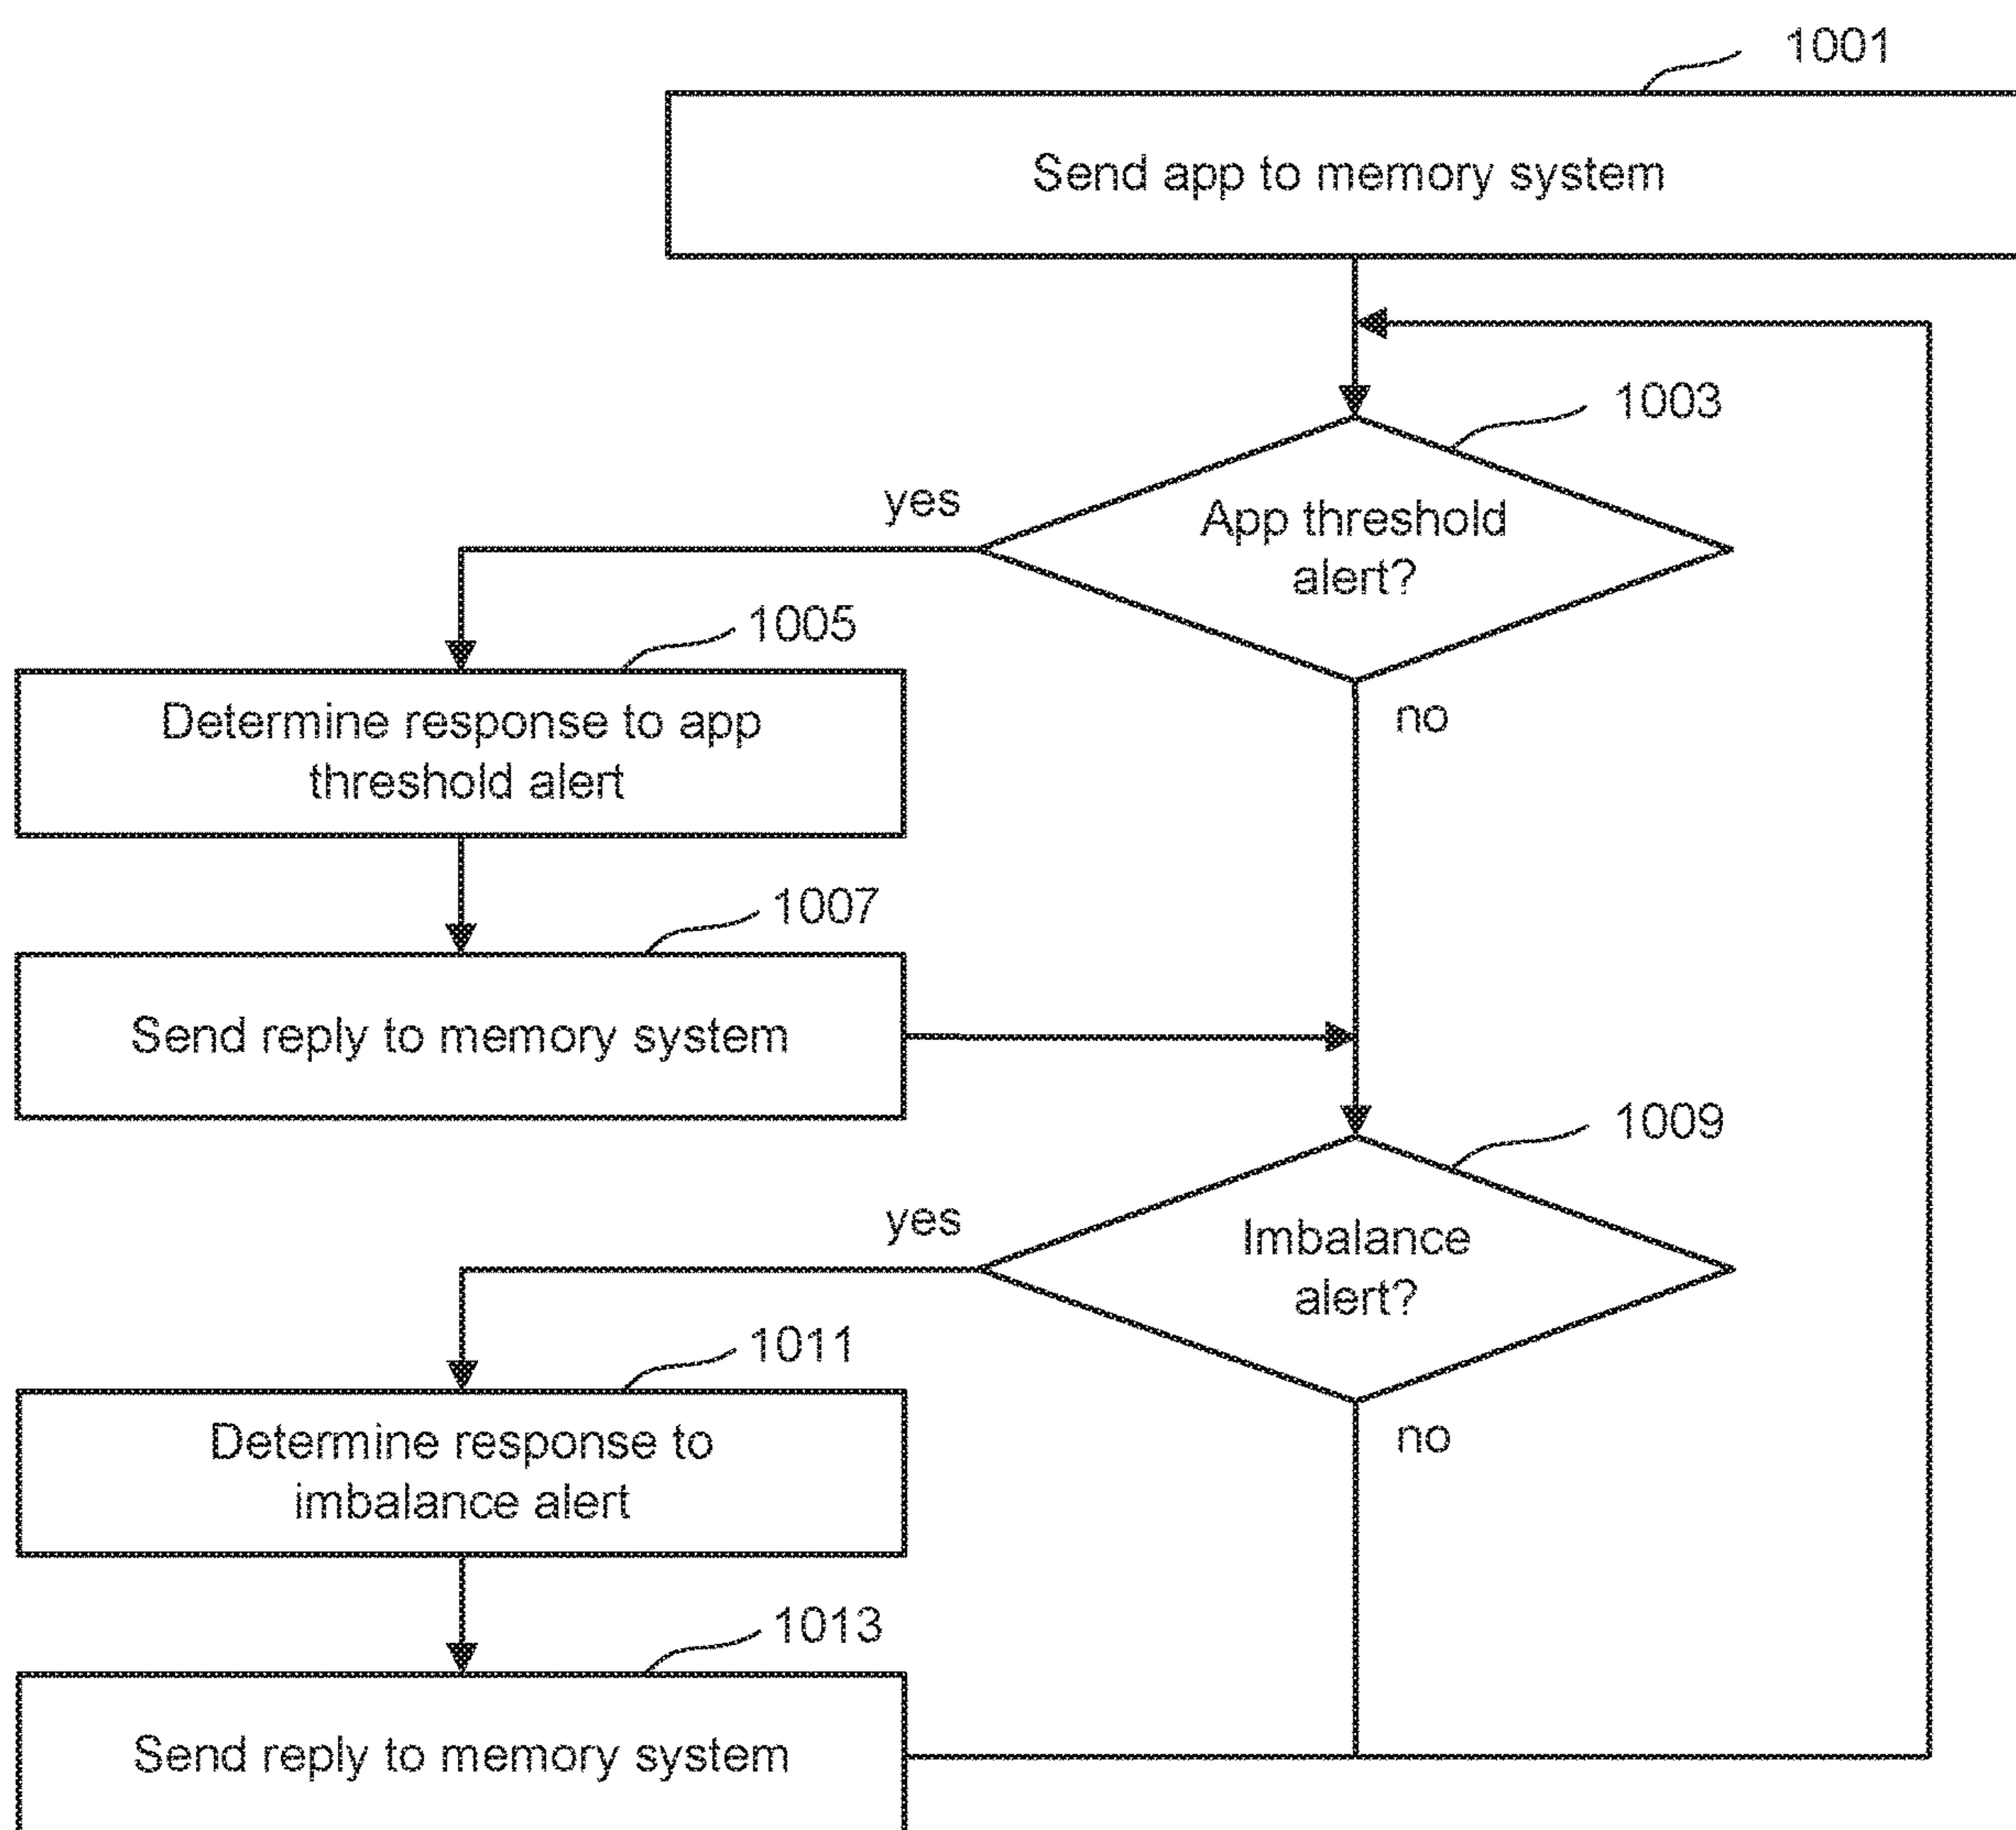 1001
Send app to memory system
1003
yes
App threshold
alert?
no
1005
Determine response to app
threshold alert
1007
Send reply to memory system
1009
yes
Imbalance
alert?
no
1011
Determine response to
imbalance alert
1013
Send reply to memory system